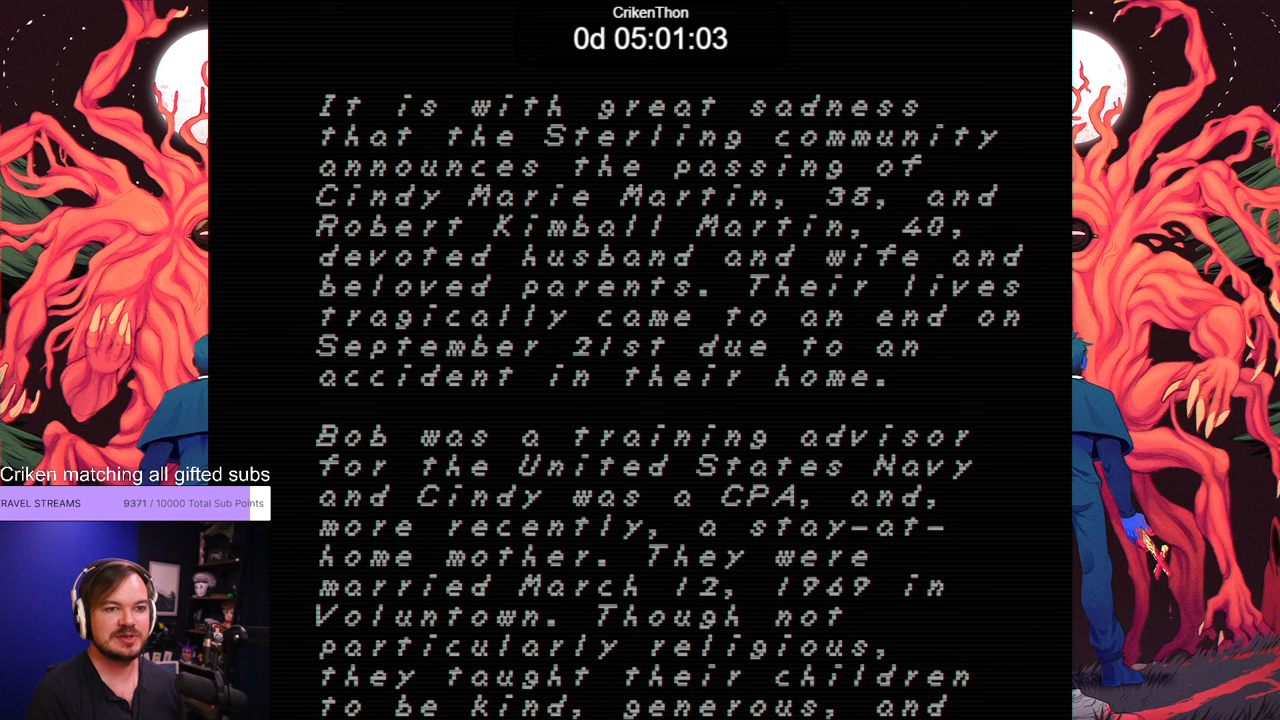 CrikenThon
0d 05:01:03
It is with great sadness
that the Sterling community
announces the passing of
Cindy Marie Martin, 38, and
Robert Kimball Martin, 40,
devoted husband and wife and
beloved parents. Their lives
tragically came to an end on
September 21st due to an
accident in their home.
Bob was a training advisor
for the United States Navy
and Cindy was a CPA, and,
more recently, a stay-at-
home mother. They were
married March 12, 1969 in
Voluntown. Though not
particularly religious,
they taught their children
to be kind, generous, and
Criken matching all gifted subs
RAVEL STREAMS 9371 / 10000 Total Sub Points